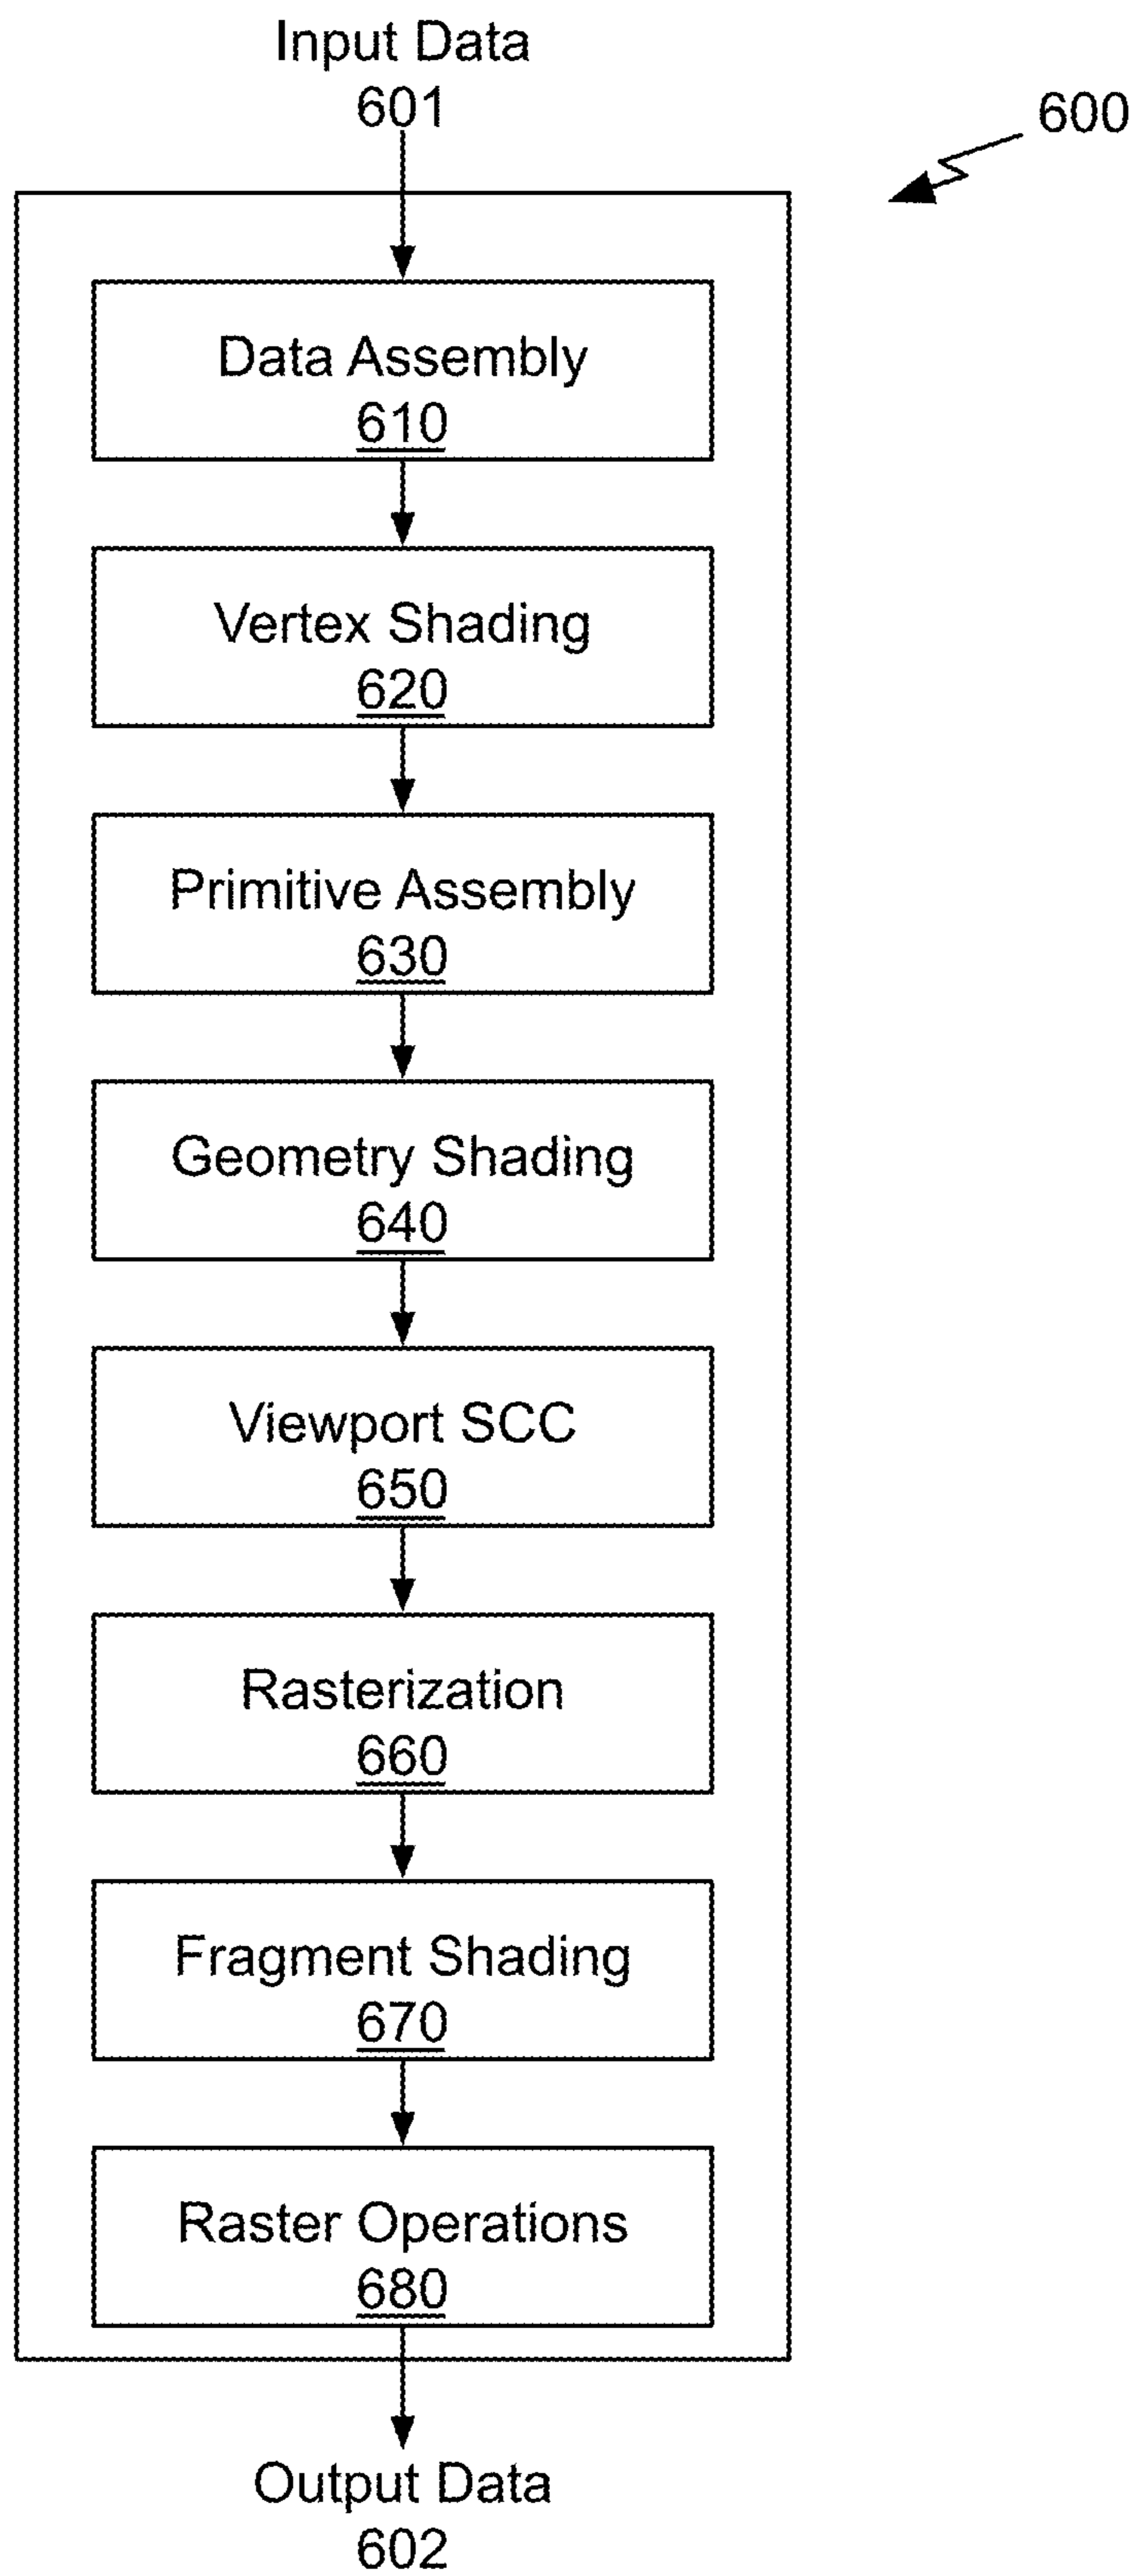 Input Data
601
600
Data Assembly
610
Vertex Shading
620
Primitive Assembly
630
Geometry Shading
640
Viewport SCC
650
Rasterization
660
Fragment Shading
670
Raster Operations
680
Output Data
602